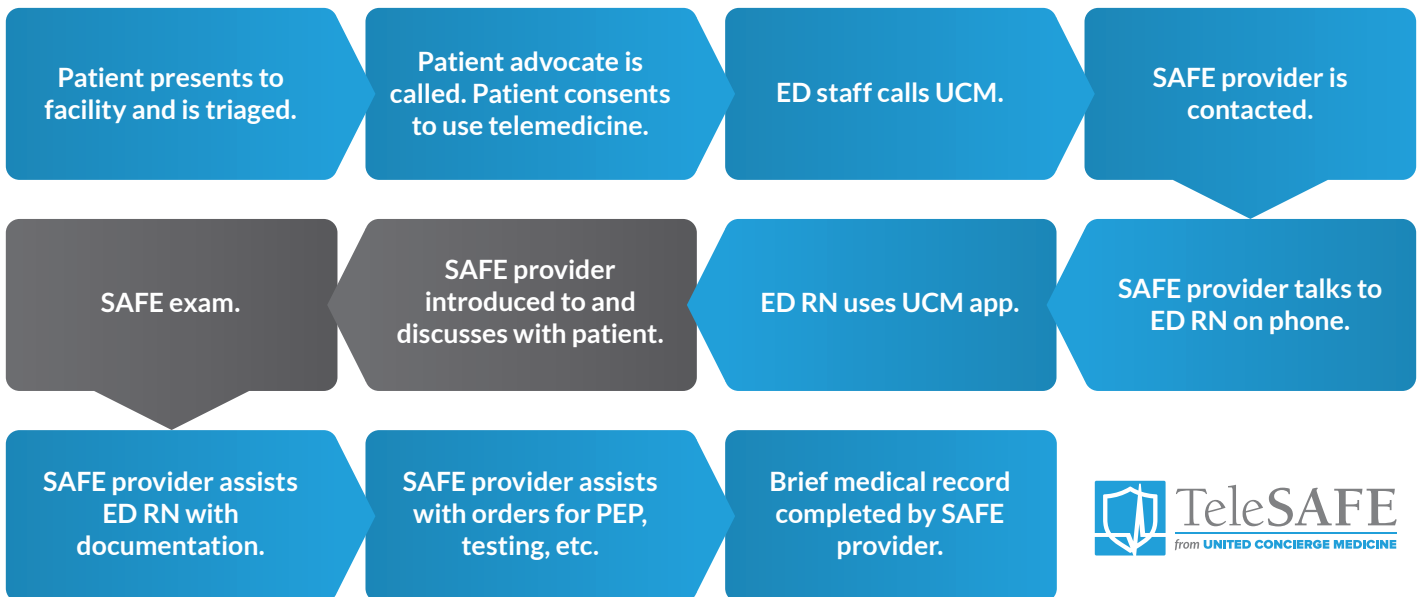 Patient presents to
facility and is triaged.
Patient advocate is
called. Patient consents
to use telemedicine.
ED staff calls UCM.
SAFE provider is
contacted.
SAFE provider talks to
ED RN on phone.
ED RN uses UCM app.
SAFE provider
introduced to and
discusses with patient.
SAFE exam.
SAFE provider assists
ED RN with
documentation.
SAFE provider assists
with orders for PEP,
testing, etc.
Brief medical record
completed by SAFE
provider.
TeleSAFE
from UNITED CONCIERGE MEDICINE